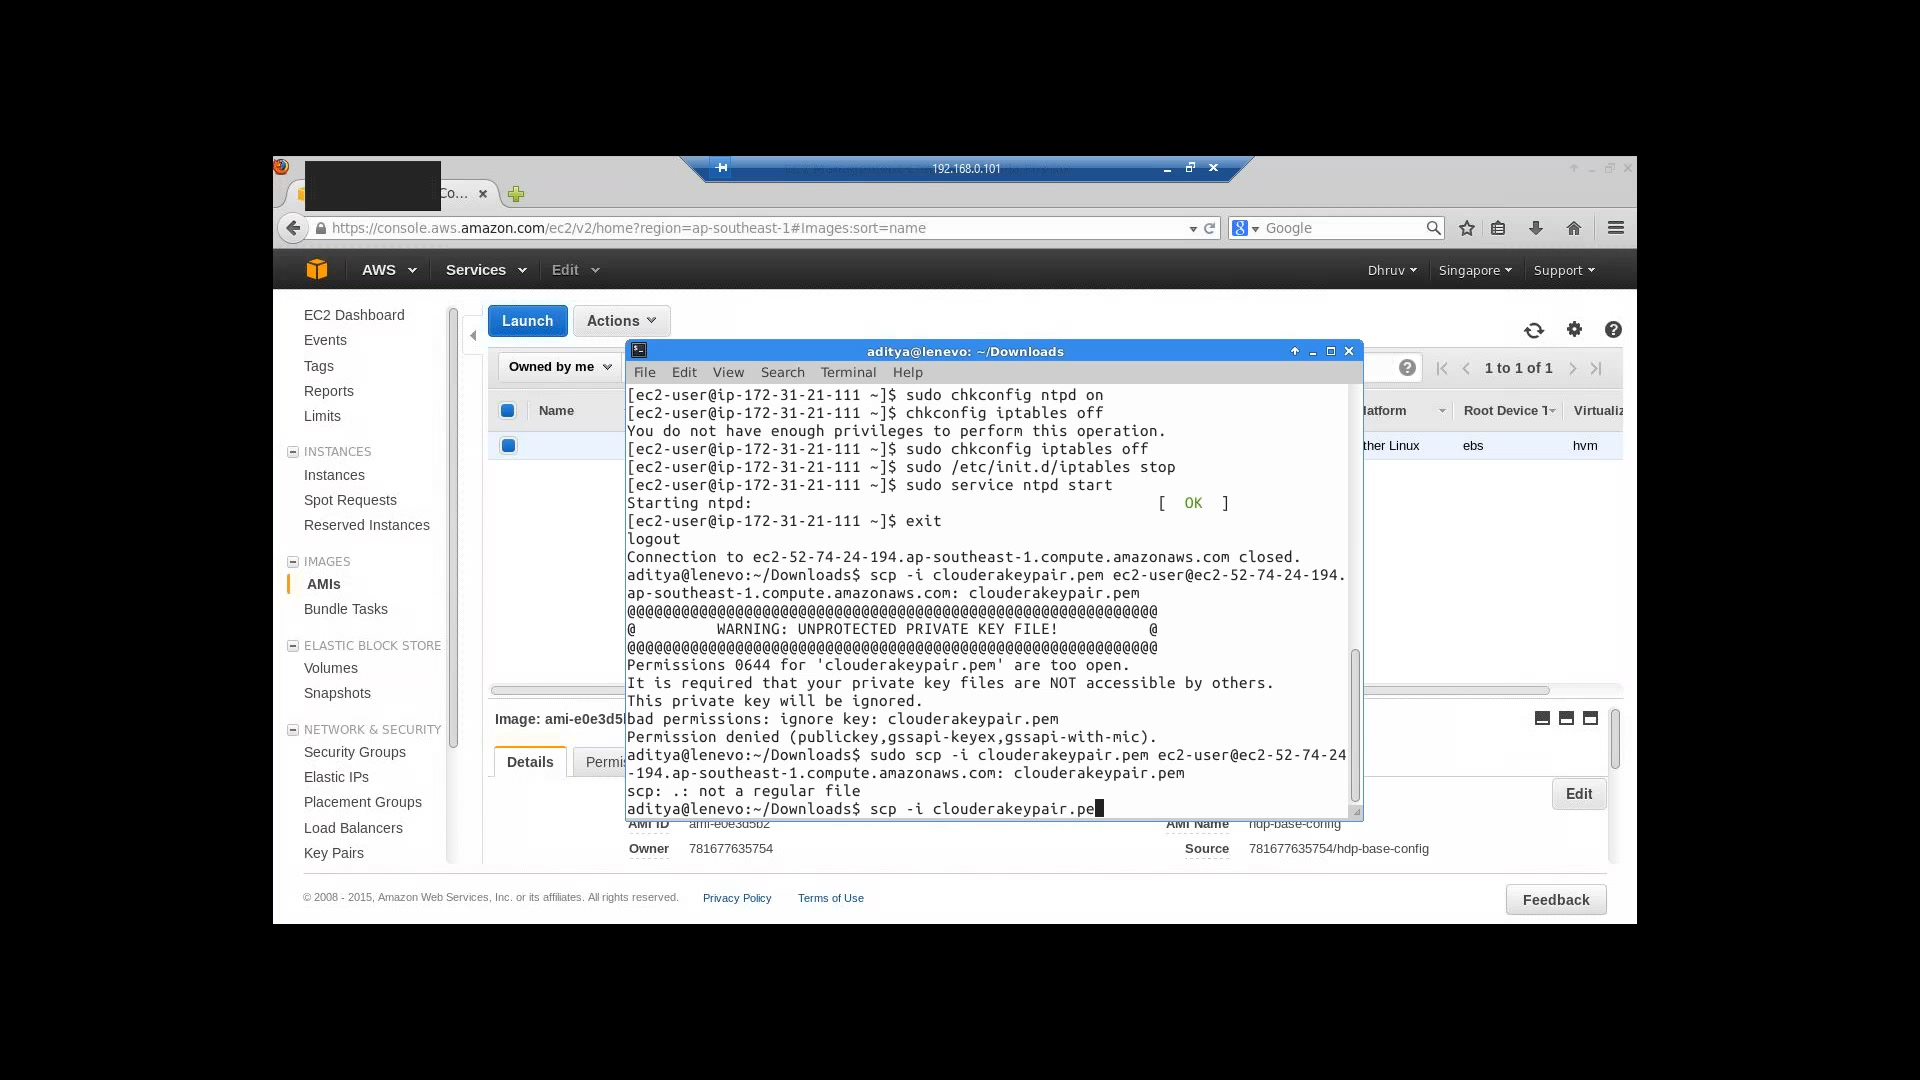 192.168.0.101
Co...
https://console.aws.amazon.com/ec2/v2/home?region=ap-southeast-1#Images:sort=name
Google
AWS Services Edit
Dhruv Singapore Support
EC2 Dashboard
Events
Tags
Reports
Limits
INSTANCES
Instances
Spot Requests
Reserved Instances
IMAGES
AMIs
Bundle Tasks
ELASTIC BLOCK STORE
Volumes
Snapshots
NETWORK & SECURITY
Security Groups
Elastic IPs
Placement Groups
Load Balancers
Key Pairs
Launch Actions
Owned by me
1 to 1 of 1
Name
latform Root Device T Virtualiz
ther Linux ebs hvm
aditya@lenevo: ~/Downloads
File Edit View Search Terminal Help
[ec2-user@ip-172-31-21-111 ~]$ sudo chkconfig ntpd on
[ec2-user@ip-172-31-21-111 ~]$ chkconfig iptables off
You do not have enough privileges to perform this operation.
[ec2-user@ip-172-31-21-111 ~]$ sudo chkconfig iptables off
[ec2-user@ip-172-31-21-111 ~]$ sudo /etc/init.d/iptables stop
[ec2-user@ip-172-31-21-111 ~]$ sudo service ntpd start
Starting ntpd: [ OK ]
[ec2-user@ip-172-31-21-111 ~]$ exit
logout
Connection to ec2-52-74-24-194.ap-southeast-1.compute.amazonaws.com closed.
aditya@lenevo:~/Downloads$ scp -i clouderakeypair.pem ec2-user@ec2-52-74-24-194.
ap-southeast-1.compute.amazonaws.com: clouderakeypair.pem
@@@@@@@@@@@@@@@@@@@@@@@@@@@@@@@@@@@@@@@@@@@@@@@@@@@@@@@@@@@
@ WARNING: UNPROTECTED PRIVATE KEY FILE! @
@@@@@@@@@@@@@@@@@@@@@@@@@@@@@@@@@@@@@@@@@@@@@@@@@@@@@@@@@@@
Permissions 0644 for 'clouderakeypair.pem' are too open.
It is required that your private key files are NOT accessible by others.
This private key will be ignored.
bad permissions: ignore key: clouderakeypair.pem
Permission denied (publickey,gssapi-keyex,gssapi-with-mic).
aditya@lenevo:~/Downloads$ sudo scp -i clouderakeypair.pem ec2-user@ec2-52-74-24
-194.ap-southeast-1.compute.amazonaws.com: clouderakeypair.pem
scp: .: not a regular file
aditya@lenevo:~/Downloads$ scp -i clouderakeypair.pe
Image: ami-e0e3d5
Details Permis
Edit
AMI ID ami-e0e3d5b2 AMI Name hdp-base-config
Owner 781677635754 Source 781677635754/hdp-base-config
© 2008 - 2015, Amazon Web Services, Inc. or its affiliates. All rights reserved. Privacy Policy Terms of Use
Feedback